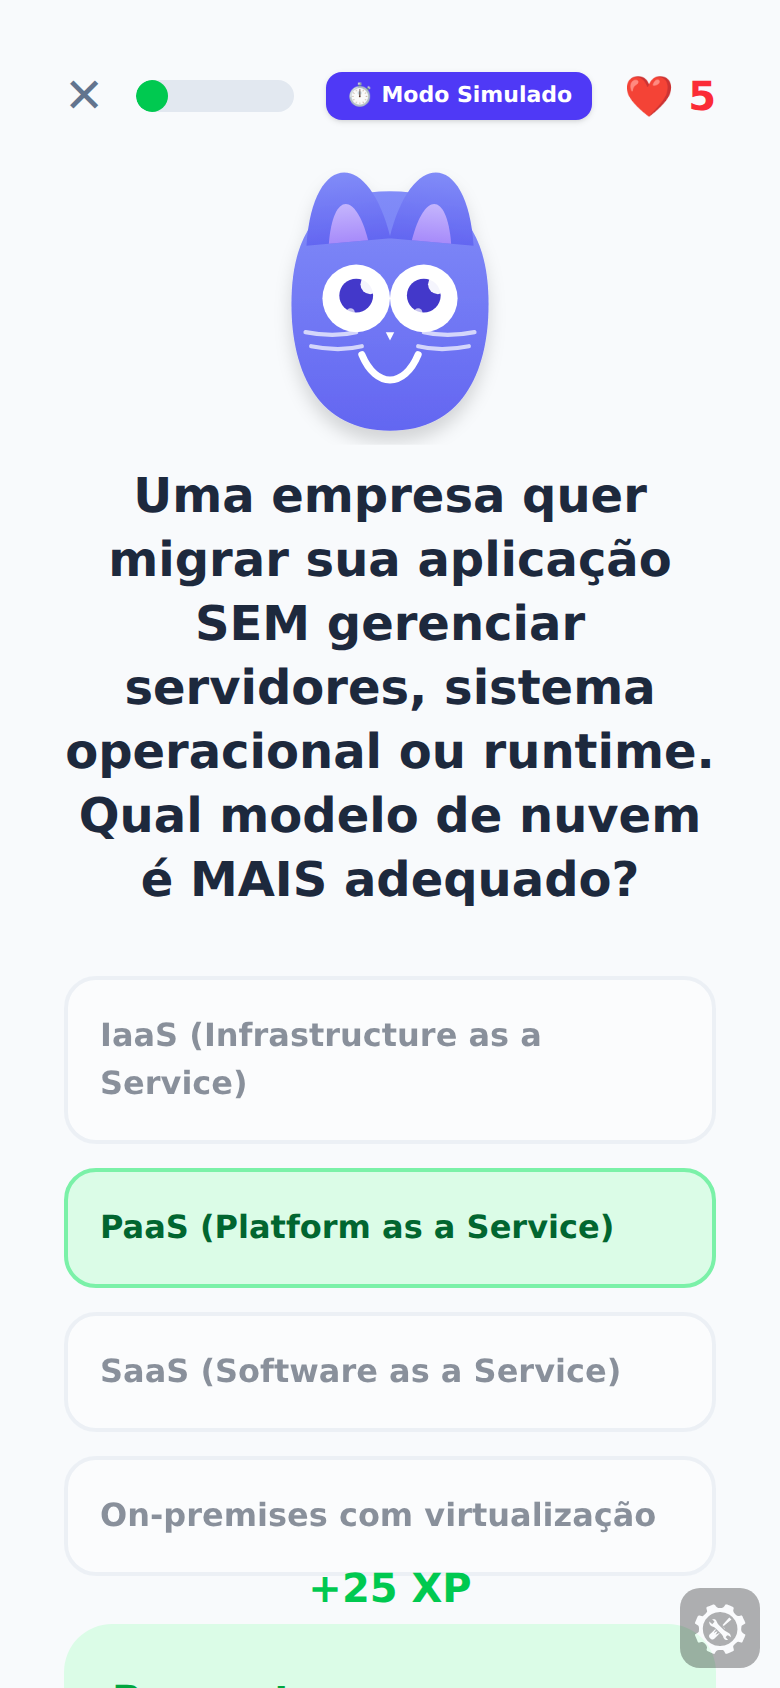 ✕
⏱️ Modo Simulado
❤️ 5
Uma empresa quer
migrar sua aplicação
SEM gerenciar
servidores, sistema
operacional ou runtime.
Qual modelo de nuvem
é MAIS adequado?
IaaS (Infrastructure as a
Service)
PaaS (Platform as a Service)
SaaS (Software as a Service)
On-premises com virtualização
+25 XP